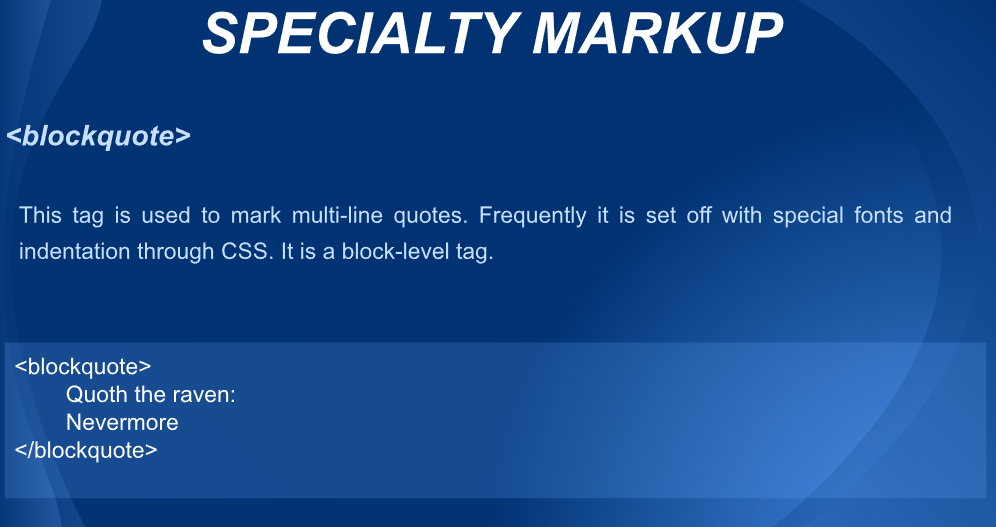 SPECIALTY MARKUP
<blockquote>
This tag is used to mark multi-line quotes. Frequently it is set off with special fonts and
indentation through CSS. It is a block-level tag.
<blockquote>
Quoth the raven:
Nevermore
</blockquote>